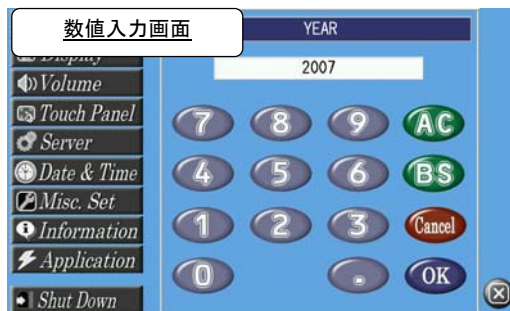 数値入力画面
YEAR
2007
Display
Volume
Touch Panel
Server
Date & Time
Misc. Set
Information
Application
Shut Down
7 8 9 AC
4 5 6 BS
1 2 3 Cancel
0 . OK